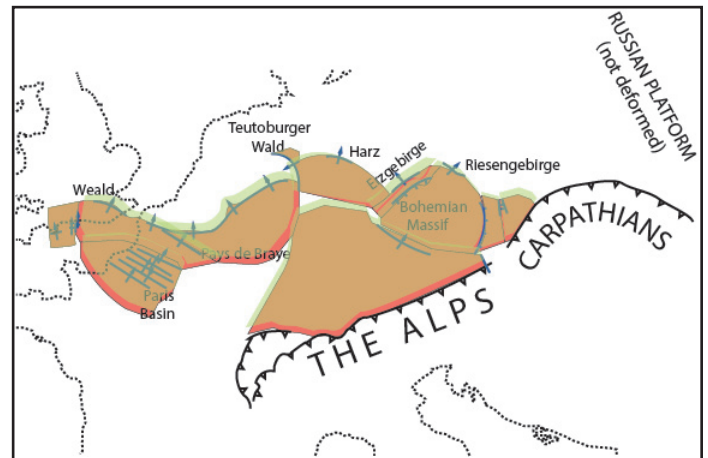 RUSSIAN PLATFORM
(not deformed)
Teutoburger
Wald
Harz
Erzgebirge
Riesengebirge
Weald
Bohemian
Massif
Pays de Braye
CARPATHIANS
Paris
Basin
THE ALPS